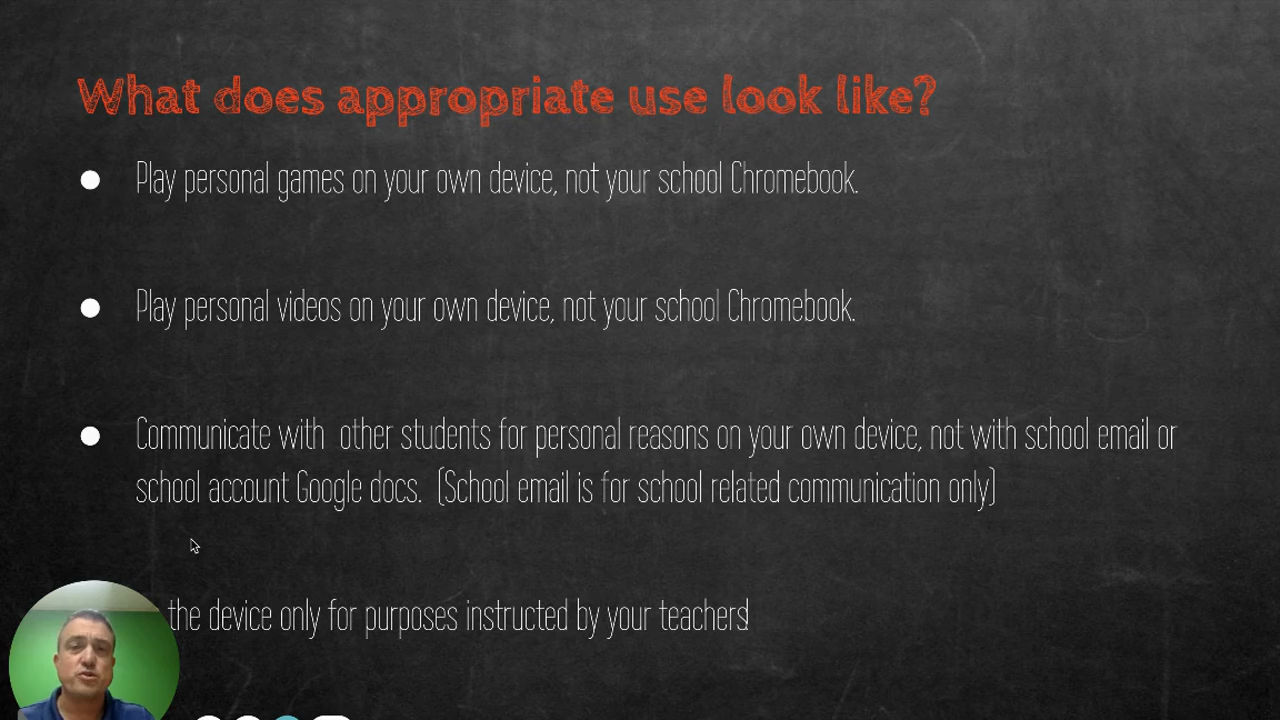 What does appropriate use look like?
● Play personal games on your own device, not your school Chromebook.
● Play personal videos on your own device, not your school Chromebook.
● Communicate with  other students for personal reasons on your own device, not with school email or
school account Google docs.  (School email is for school related communication only)
the device only for purposes instructed by your teachers!